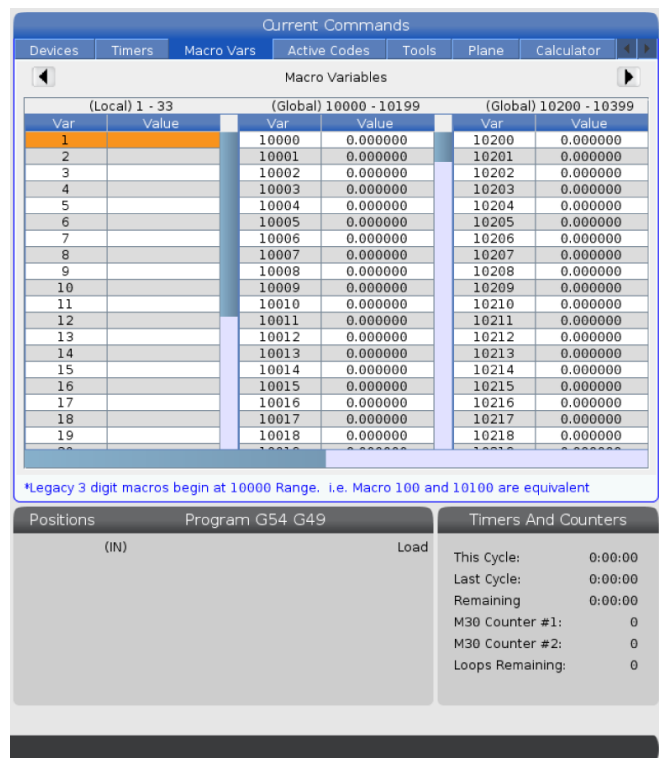 Current Commands
Devices Timers Macro Vars Active Codes Tools Plane Calculator
Macro Variables
(Local) 1 - 33 (Global) 10000 - 10199 (Global) 10200 - 10399
Var Value Var Value Var Value
1 10000 0.000000 10200 0.000000
2 10001 0.000000 10201 0.000000
3 10002 0.000000 10202 0.000000
4 10003 0.000000 10203 0.000000
5 10004 0.000000 10204 0.000000
6 10005 0.000000 10205 0.000000
7 10006 0.000000 10206 0.000000
8 10007 0.000000 10207 0.000000
9 10008 0.000000 10208 0.000000
10 10009 0.000000 10209 0.000000
11 10010 0.000000 10210 0.000000
12 10011 0.000000 10211 0.000000
13 10012 0.000000 10212 0.000000
14 10013 0.000000 10213 0.000000
15 10014 0.000000 10214 0.000000
16 10015 0.000000 10215 0.000000
17 10016 0.000000 10216 0.000000
18 10017 0.000000 10217 0.000000
19 10018 0.000000 10218 0.000000
*Legacy 3 digit macros begin at 10000 Range. i.e. Macro 100 and 10100 are equivalent
Positions Program G54 G49
(IN) Load
Timers And Counters
This Cycle: 0:00:00
Last Cycle: 0:00:00
Remaining 0:00:00
M30 Counter #1: 0
M30 Counter #2: 0
Loops Remaining: 0